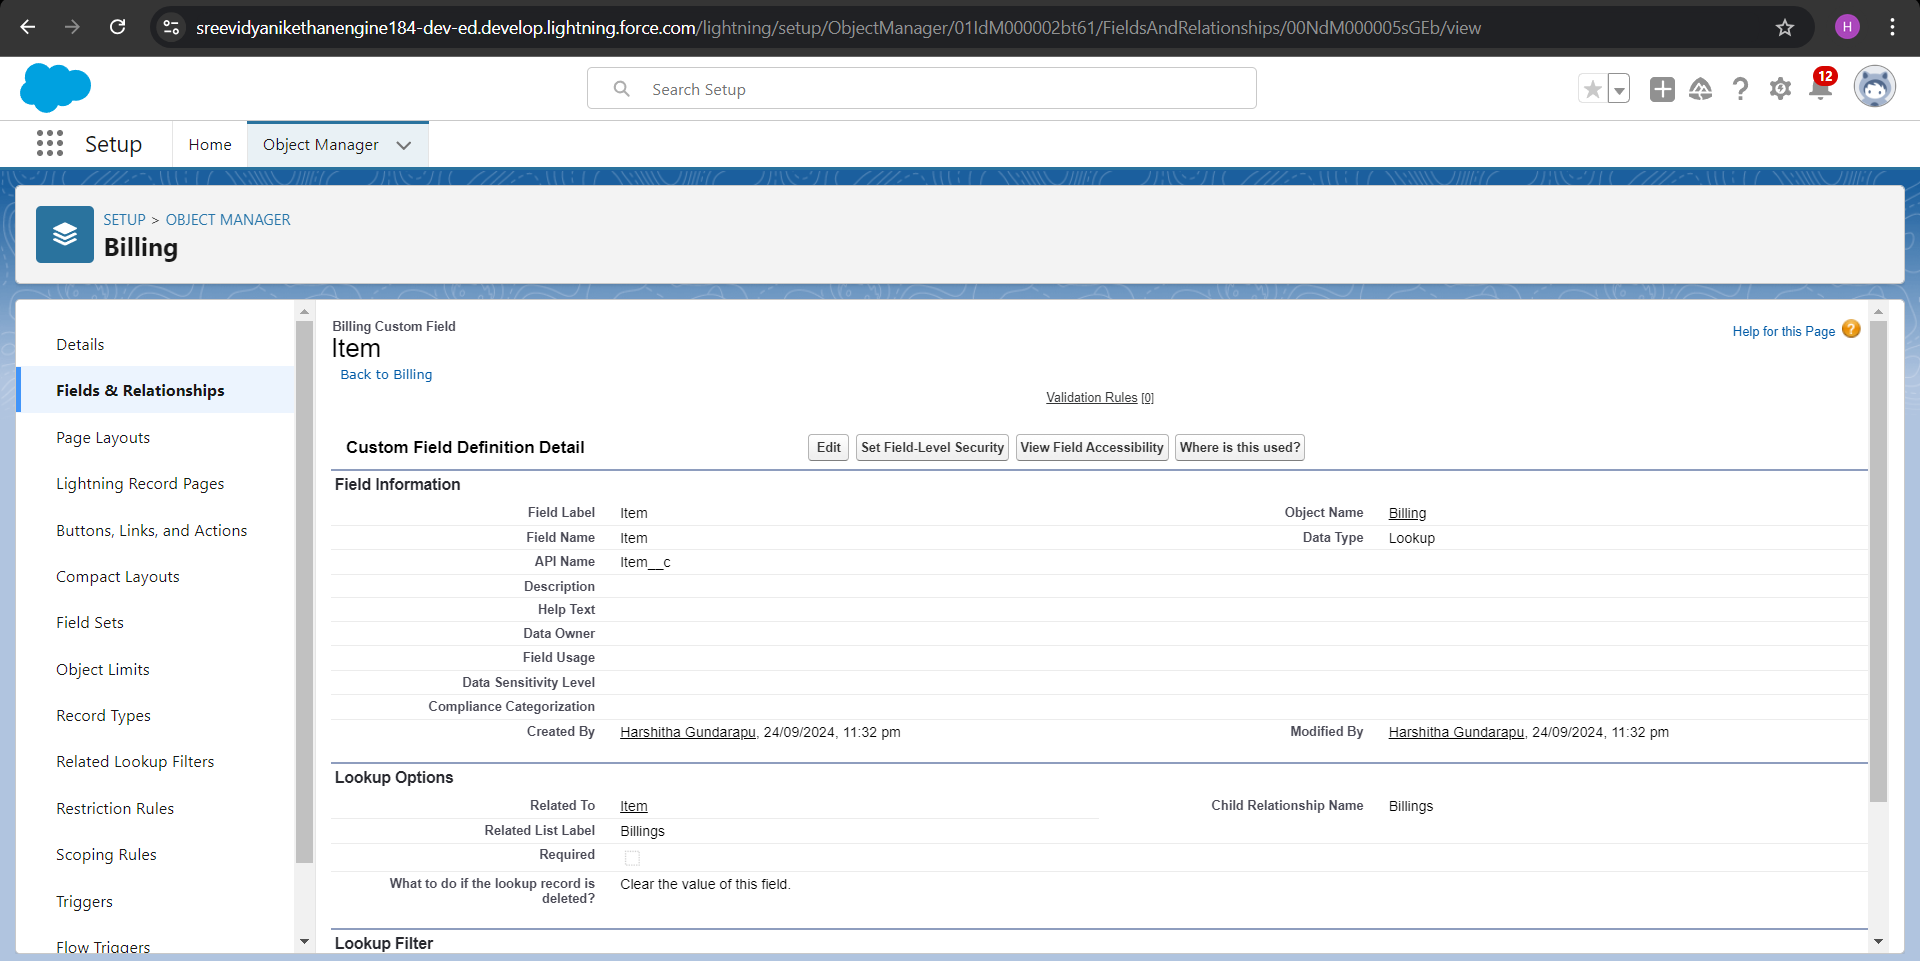 sreevidyanikethanengine184-dev-ed.develop.lightning.force.com/lightning/setup/ObjectManager/01IdM000002bt61/FieldsAndRelationships/00NdM000005sGEb/view
H
Search Setup
12
Setup
Home
Object Manager
SETUP > OBJECT MANAGER
Billing
Details
Fields & Relationships
Page Layouts
Lightning Record Pages
Buttons, Links, and Actions
Compact Layouts
Field Sets
Object Limits
Record Types
Related Lookup Filters
Restriction Rules
Scoping Rules
Triggers
Flow Triggers
Billing Custom Field
Item
Back to Billing
Help for this Page ?
Validation Rules [0]
Custom Field Definition Detail
Edit
Set Field-Level Security
View Field Accessibility
Where is this used?
Field Information
Field Label Item Object Name Billing
Field Name Item Data Type Lookup
API Name Item__c
Description
Help Text
Data Owner
Field Usage
Data Sensitivity Level
Compliance Categorization
Created By Harshitha Gundarapu, 24/09/2024, 11:32 pm Modified By Harshitha Gundarapu, 24/09/2024, 11:32 pm
Lookup Options
Related To Item Child Relationship Name Billings
Related List Label Billings
Required
What to do if the lookup record is Clear the value of this field.
deleted?
Lookup Filter